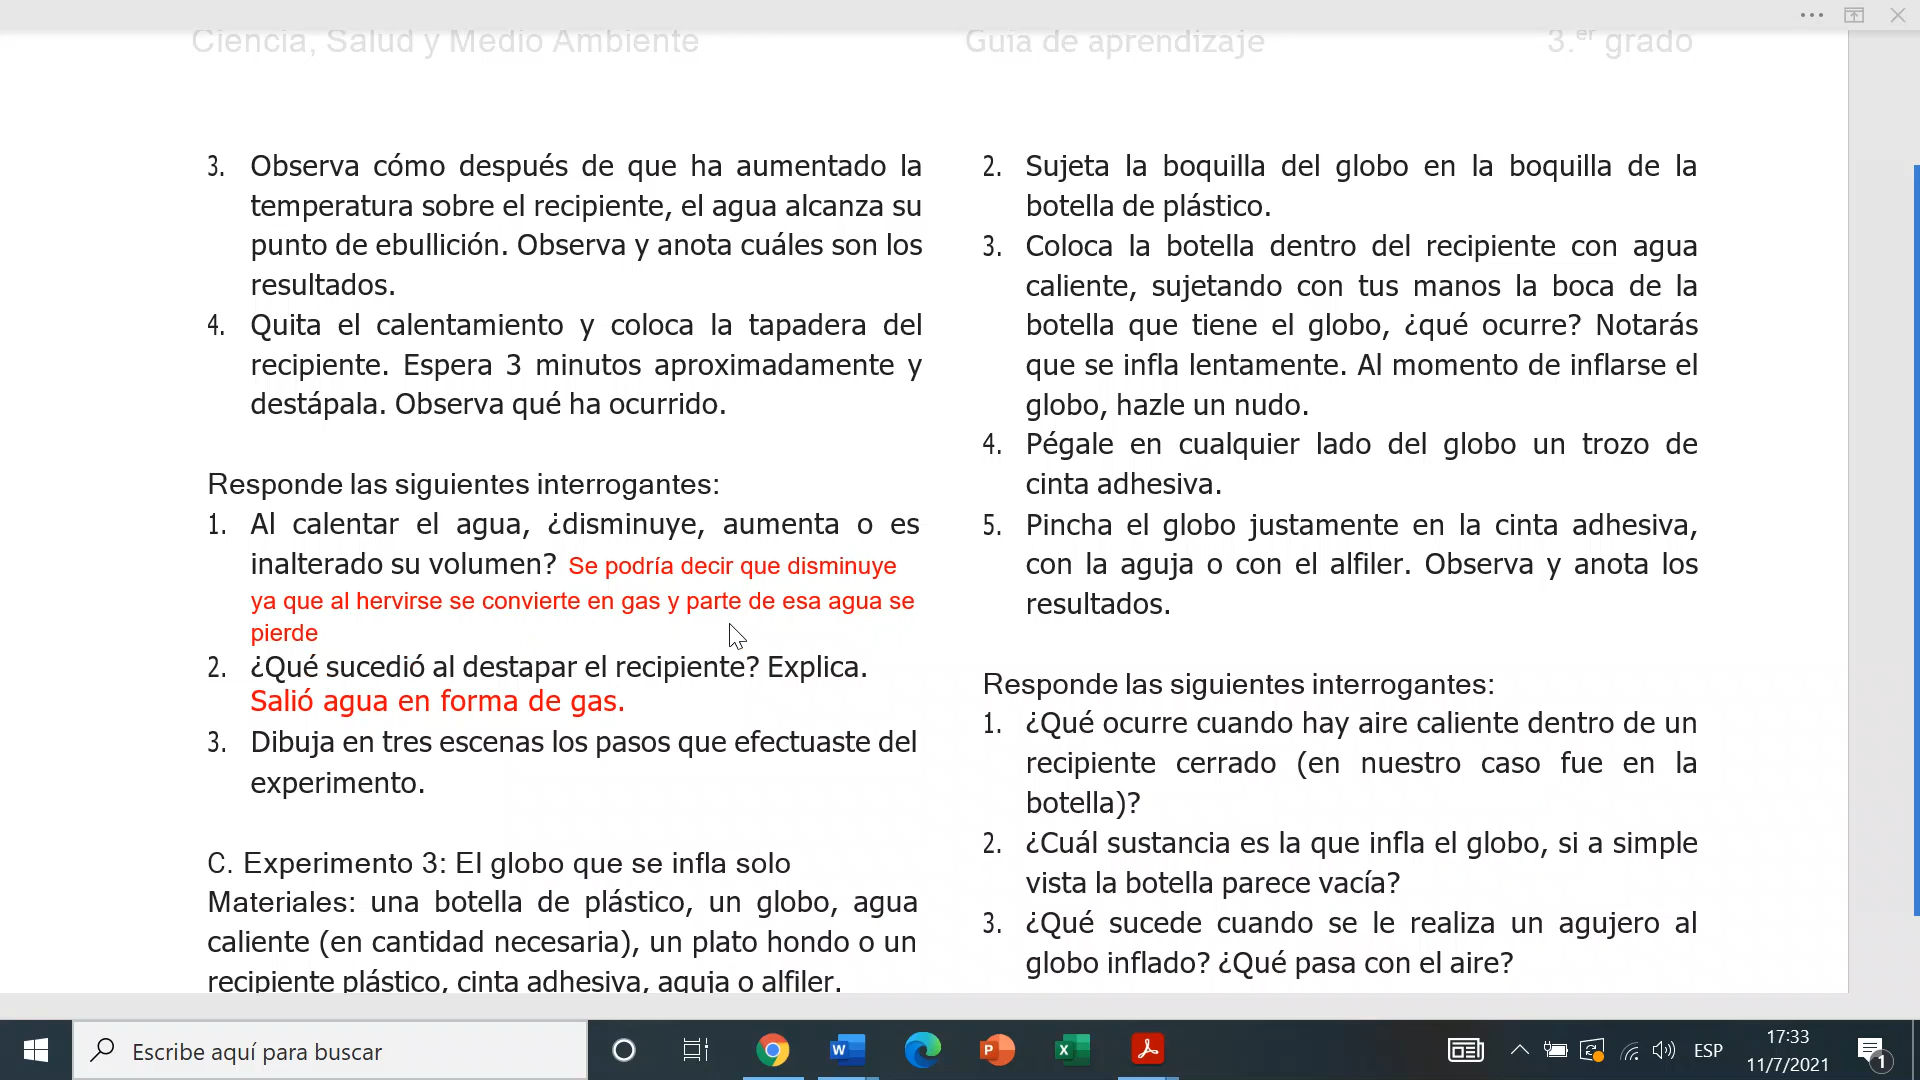 Ciencia, Salud y Medio Ambiente
Guía de aprendizaje
3.er grado
3. Observa cómo después de que ha aumentado la
temperatura sobre el recipiente, el agua alcanza su
punto de ebullición. Observa y anota cuáles son los
resultados.
4. Quita el calentamiento y coloca la tapadera del
recipiente. Espera 3 minutos aproximadamente y
destápala. Observa qué ha ocurrido.
Responde las siguientes interrogantes:
1. Al calentar el agua, ¿disminuye, aumenta o es
inalterado su volumen? Se podría decir que disminuye
ya que al hervirse se convierte en gas y parte de esa agua se
pierde
2. ¿Qué sucedió al destapar el recipiente? Explica.
Salió agua en forma de gas.
3. Dibuja en tres escenas los pasos que efectuaste del
experimento.
C. Experimento 3: El globo que se infla solo
Materiales: una botella de plástico, un globo, agua
caliente (en cantidad necesaria), un plato hondo o un
recipiente plástico, cinta adhesiva, aguja o alfiler.
2. Sujeta la boquilla del globo en la boquilla de la
botella de plástico.
3. Coloca la botella dentro del recipiente con agua
caliente, sujetando con tus manos la boca de la
botella que tiene el globo, ¿qué ocurre? Notarás
que se infla lentamente. Al momento de inflarse el
globo, hazle un nudo.
4. Pégale en cualquier lado del globo un trozo de
cinta adhesiva.
5. Pincha el globo justamente en la cinta adhesiva,
con la aguja o con el alfiler. Observa y anota los
resultados.
Responde las siguientes interrogantes:
1. ¿Qué ocurre cuando hay aire caliente dentro de un
recipiente cerrado (en nuestro caso fue en la
botella)?
2. ¿Cuál sustancia es la que infla el globo, si a simple
vista la botella parece vacía?
3. ¿Qué sucede cuando se le realiza un agujero al
globo inflado? ¿Qué pasa con el aire?
Escribe aquí para buscar
W
P
X
ESP
17:33
11/7/2021
1